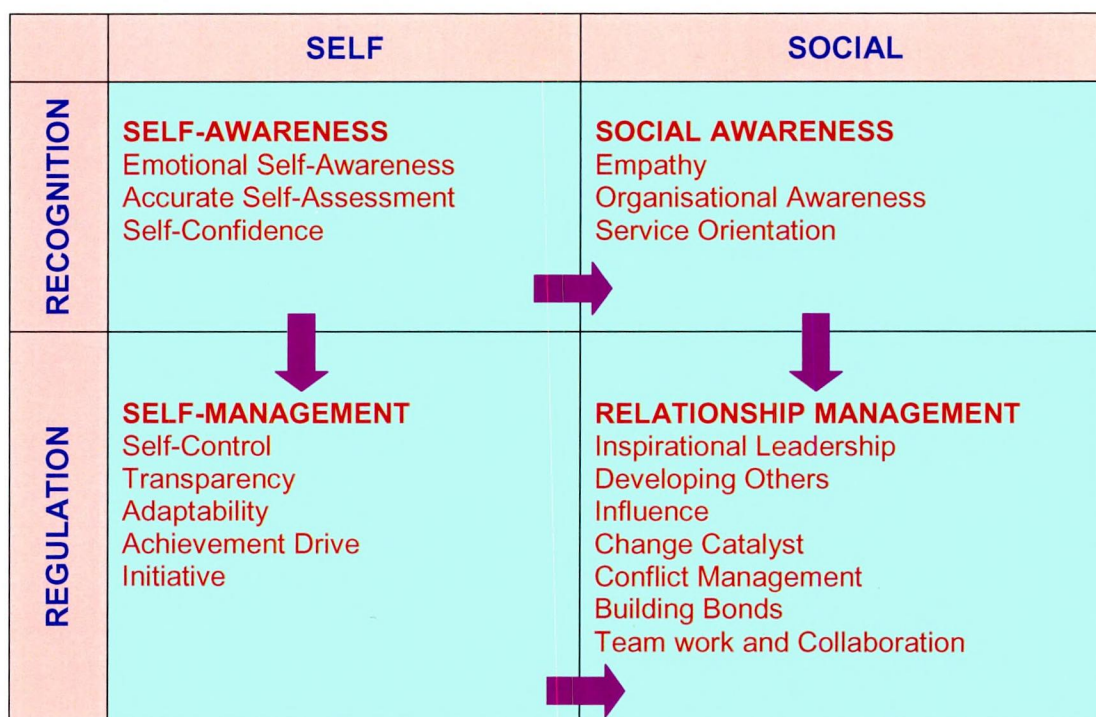 SELF
SOCIAL
RECOGNITION
SELF-AWARENESS
Emotional Self-Awareness
Accurate Self-Assessment
Self-Confidence
SOCIAL AWARENESS
Empathy
Organisational Awareness
Service Orientation
REGULATION
SELF-MANAGEMENT
Self-Control
Transparency
Adaptability
Achievement Drive
Initiative
RELATIONSHIP MANAGEMENT
Inspirational Leadership
Developing Others
Influence
Change Catalyst
Conflict Management
Building Bonds
Team work and Collaboration